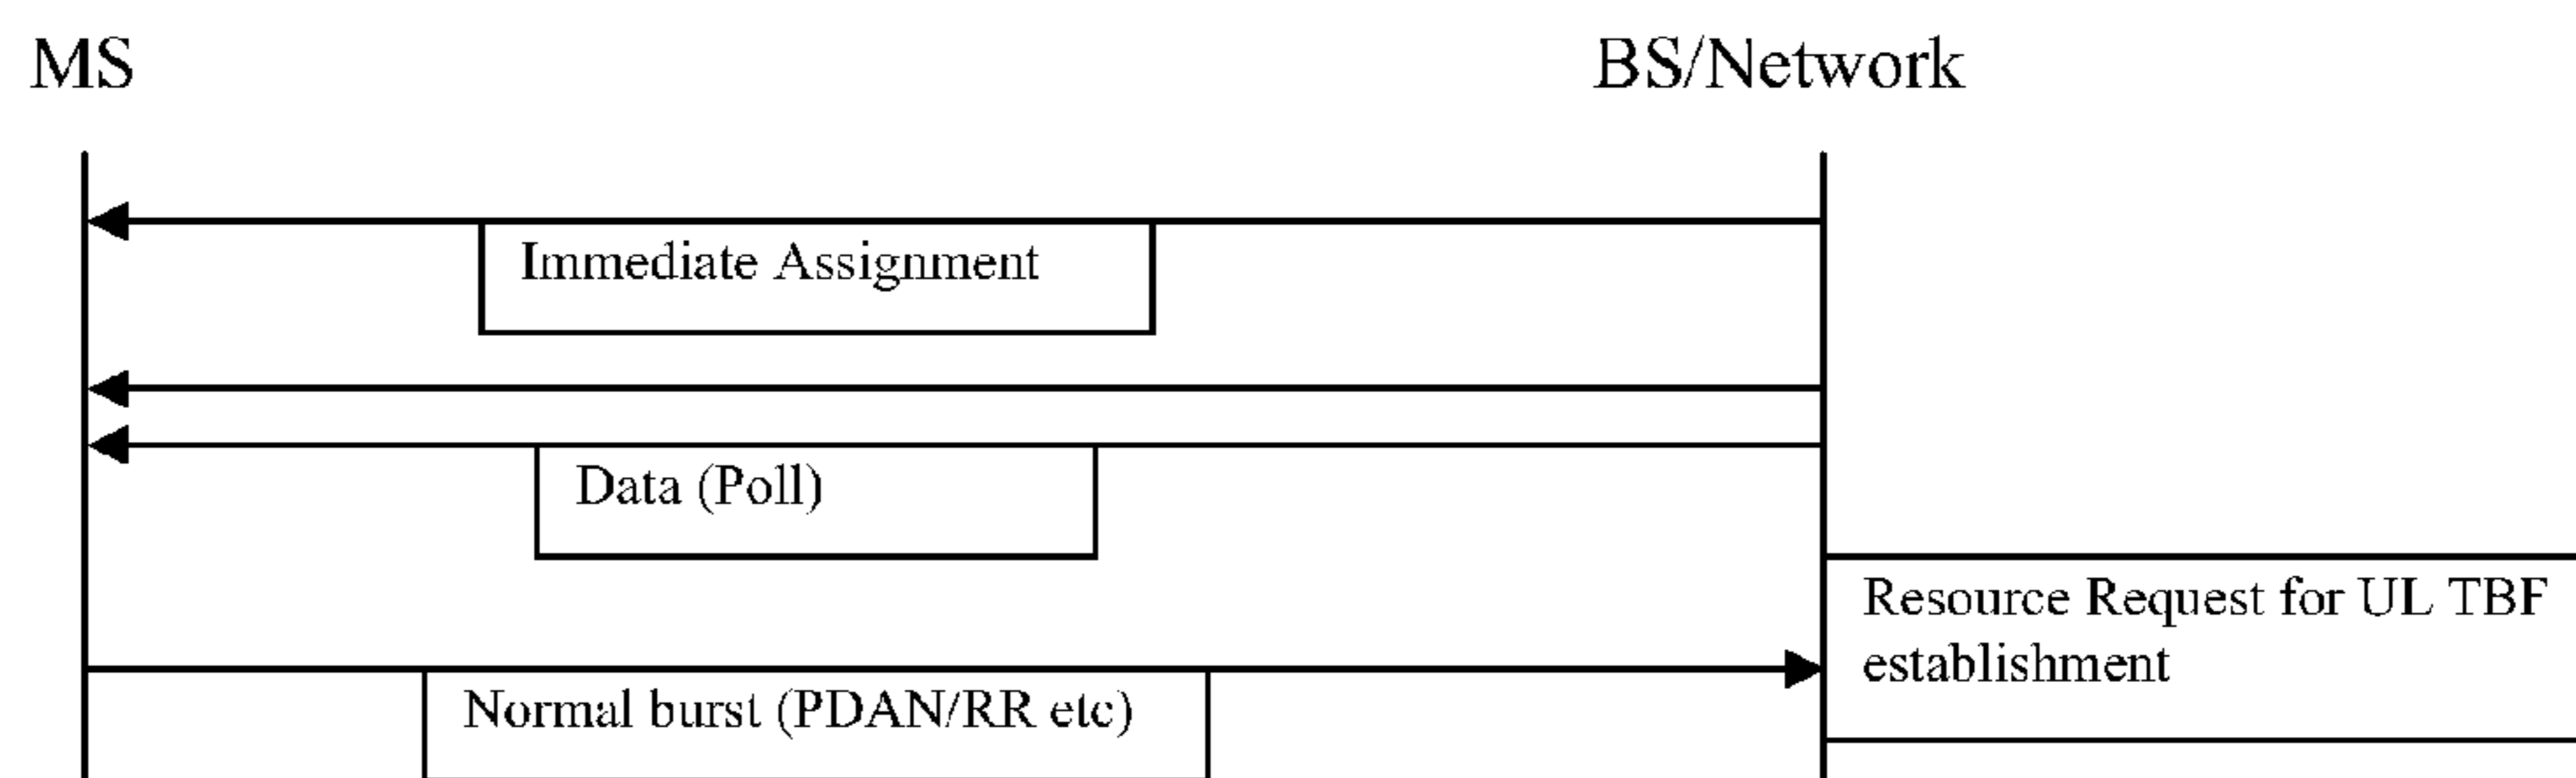 MS
BS/Network
Immediate Assignment
Data (Poll)
Resource Request for UL TBF
establishment
Normal burst (PDAN/RR etc)